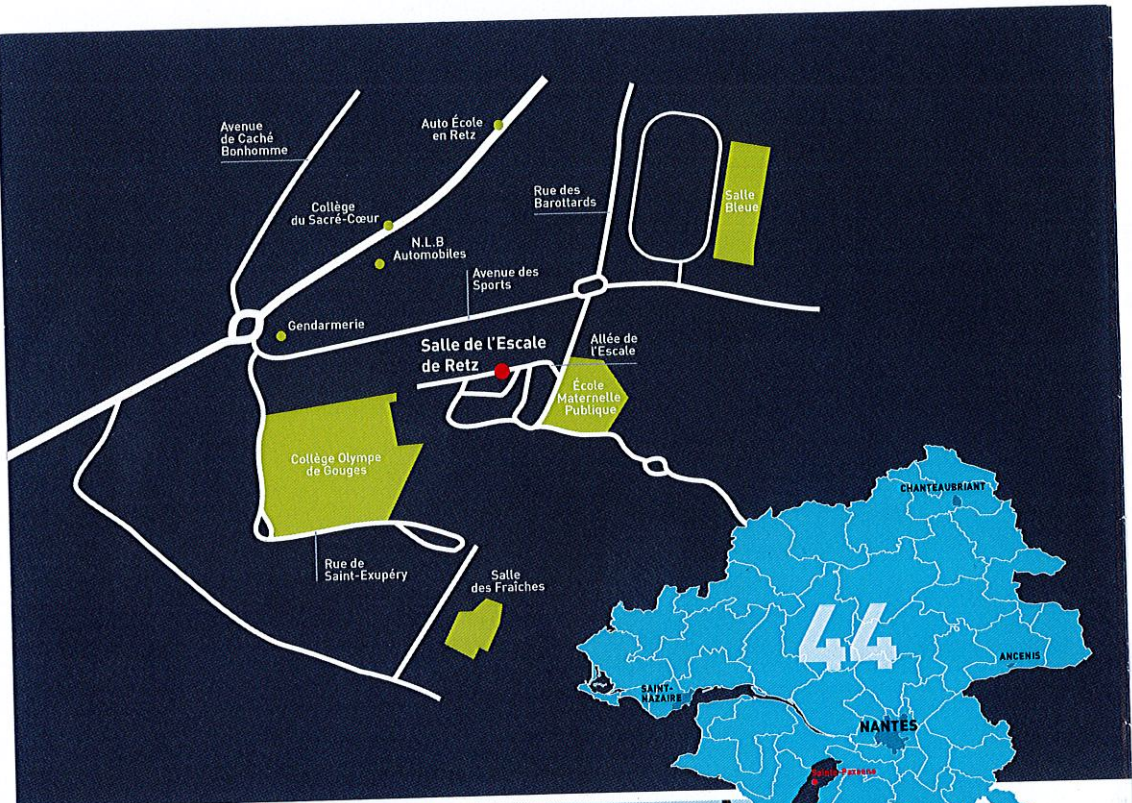 Avenue
de Caché
Bonhomme
Auto École
en Retz
Collège
du Sacré-Cœur
N.L.B
Automobiles
Rue des
Barottards
Salle
Bleue
Avenue des
Sports
Gendarmerie
Salle de l'Escale
de Retz
Allée de
l'Escale
École
Maternelle
Publique
Collège Olympe
de Gouges
Rue de
Saint-Exupéry
Salle
des Fraîches
CHANTEAUBRIANT
44
ANCENIS
SAINT-
NAZAIRE
NANTES
Sainte-Pazanne